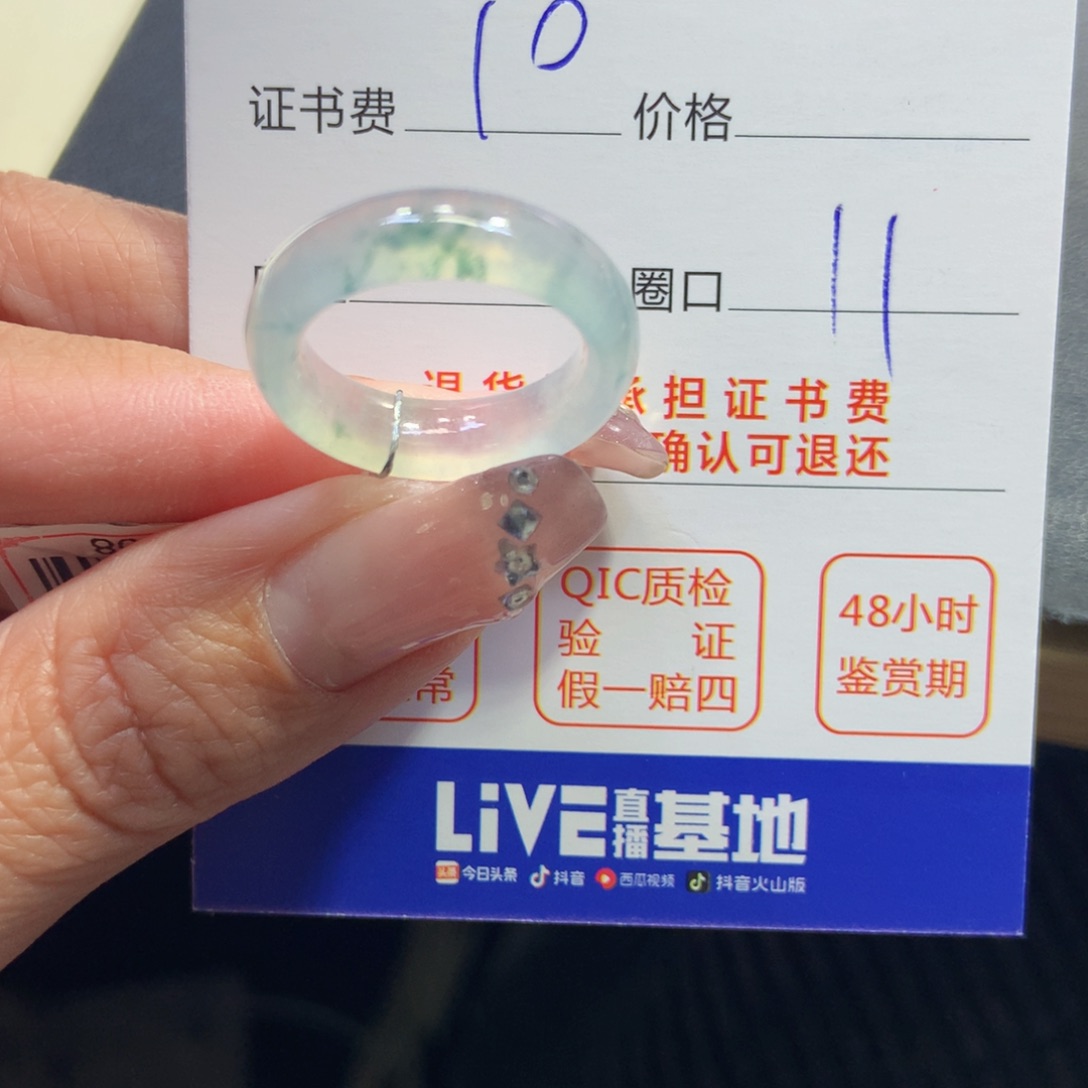 证书费 10 价格
圈口 11
退货 承担证书费
确认可退还
QIC质检
验 证
假一赔四
48小时
鉴赏期
常
LiVE直播基地
头条 今日头条 抖音 西瓜视频 抖音火山版